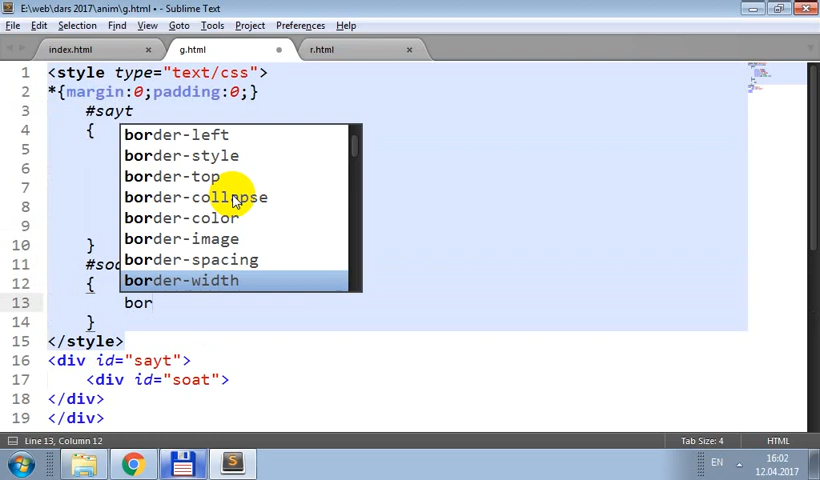 E:\web\dars 2017\anim\g.html • - Sublime Text
File Edit Selection Find View Goto Tools Project Preferences Help
index.html × g.html r.html ×
1 <style type="text/css">
2 *{margin:0;padding:0;}
3 #sayt
4 {
5
6
7
8
9
10 }
border-left
border-style
border-top
border-collapse
border-color
border-image
border-spacing
border-width
11 #so
12 {
13 bor
14 }
15 </style>
16 <div id="sayt">
17 <div id="soat">
18 </div>
19 </div>
Line 13, Column 12 Tab Size: 4 HTML
EN 16:02
12.04.2017